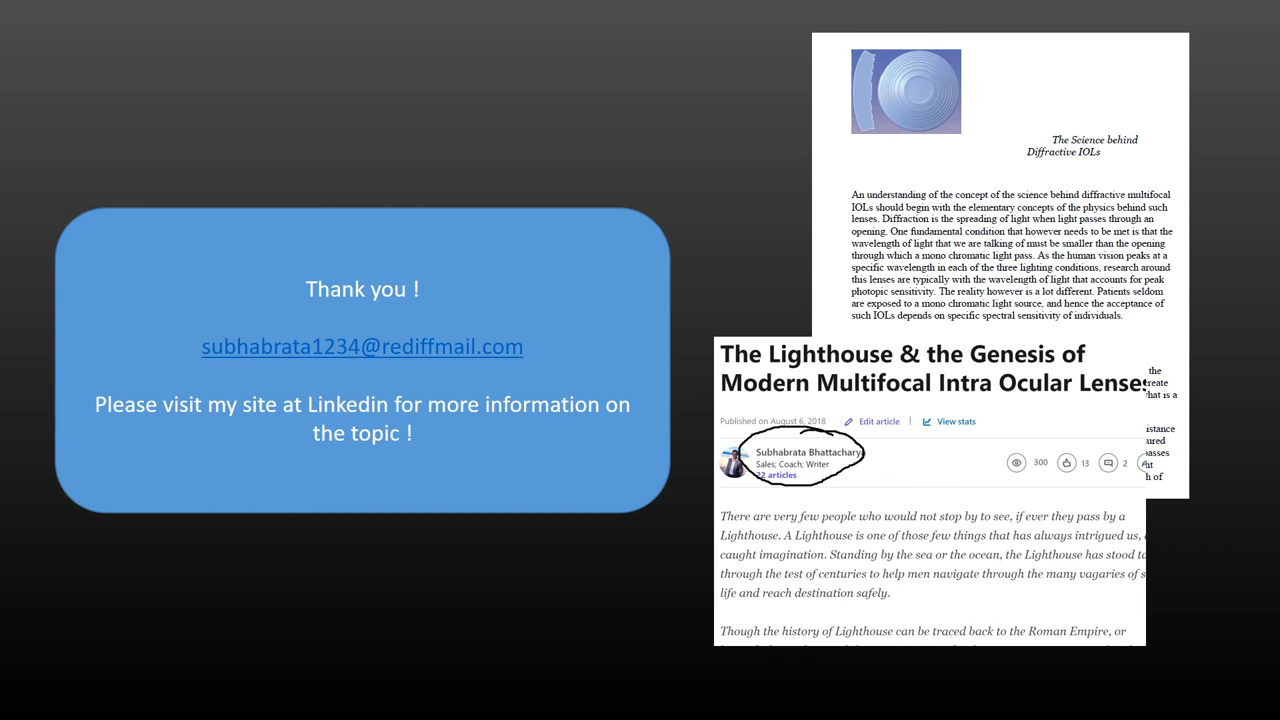 Thank you !
subhabrata1234@rediffmail.com
Please visit my site at Linkedin for more information on
the topic !
The Science behind
Diffractive IOLs
An understanding of the concept of the science behind diffractive multifocal
IOLs should begin with the elementary concepts of the physics behind such
lenses. Diffraction is the spreading of light when light passes through an
opening. One fundamental condition that however needs to be met is that the
wavelength of light that we are talking of must be smaller than the opening
through which a mono chromatic light pass. As the human vision peaks at a
specific wavelength in each of the three lighting conditions, research around
this lenses are typically with the wavelength of light that accounts for peak
photopic sensitivity. The reality however is a lot different. Patients seldom
are exposed to a mono chromatic light source, and hence the acceptance of
such IOLs depends on specific spectral sensitivity of individuals.
the
hat is a
of
The Lighthouse & the Genesis of
Modern Multifocal Intra Ocular Lenses
Published on August 6, 2018 Edit article | View stats
Subhabrata Bhattacharya
Sales; Coach; Writer
22 articles
300 13 2
There are very few people who would not stop by to see, if ever they pass by a
Lighthouse. A Lighthouse is one of those few things that has always intrigued us,
caught imagination. Standing by the sea or the ocean, the Lighthouse has stood
through the test of centuries to help men navigate through the many vagaries of
life and reach destination safely.
Though the history of Lighthouse can be traced back to the Roman Empire, or